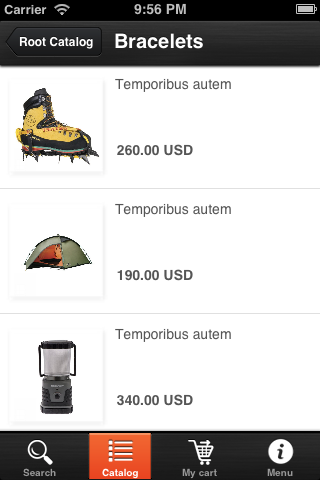 Carrier 9:56 PM
Root Catalog Bracelets
Temporibus autem
260.00 USD
Temporibus autem
190.00 USD
Temporibus autem
340.00 USD
Search Catalog My cart Menu